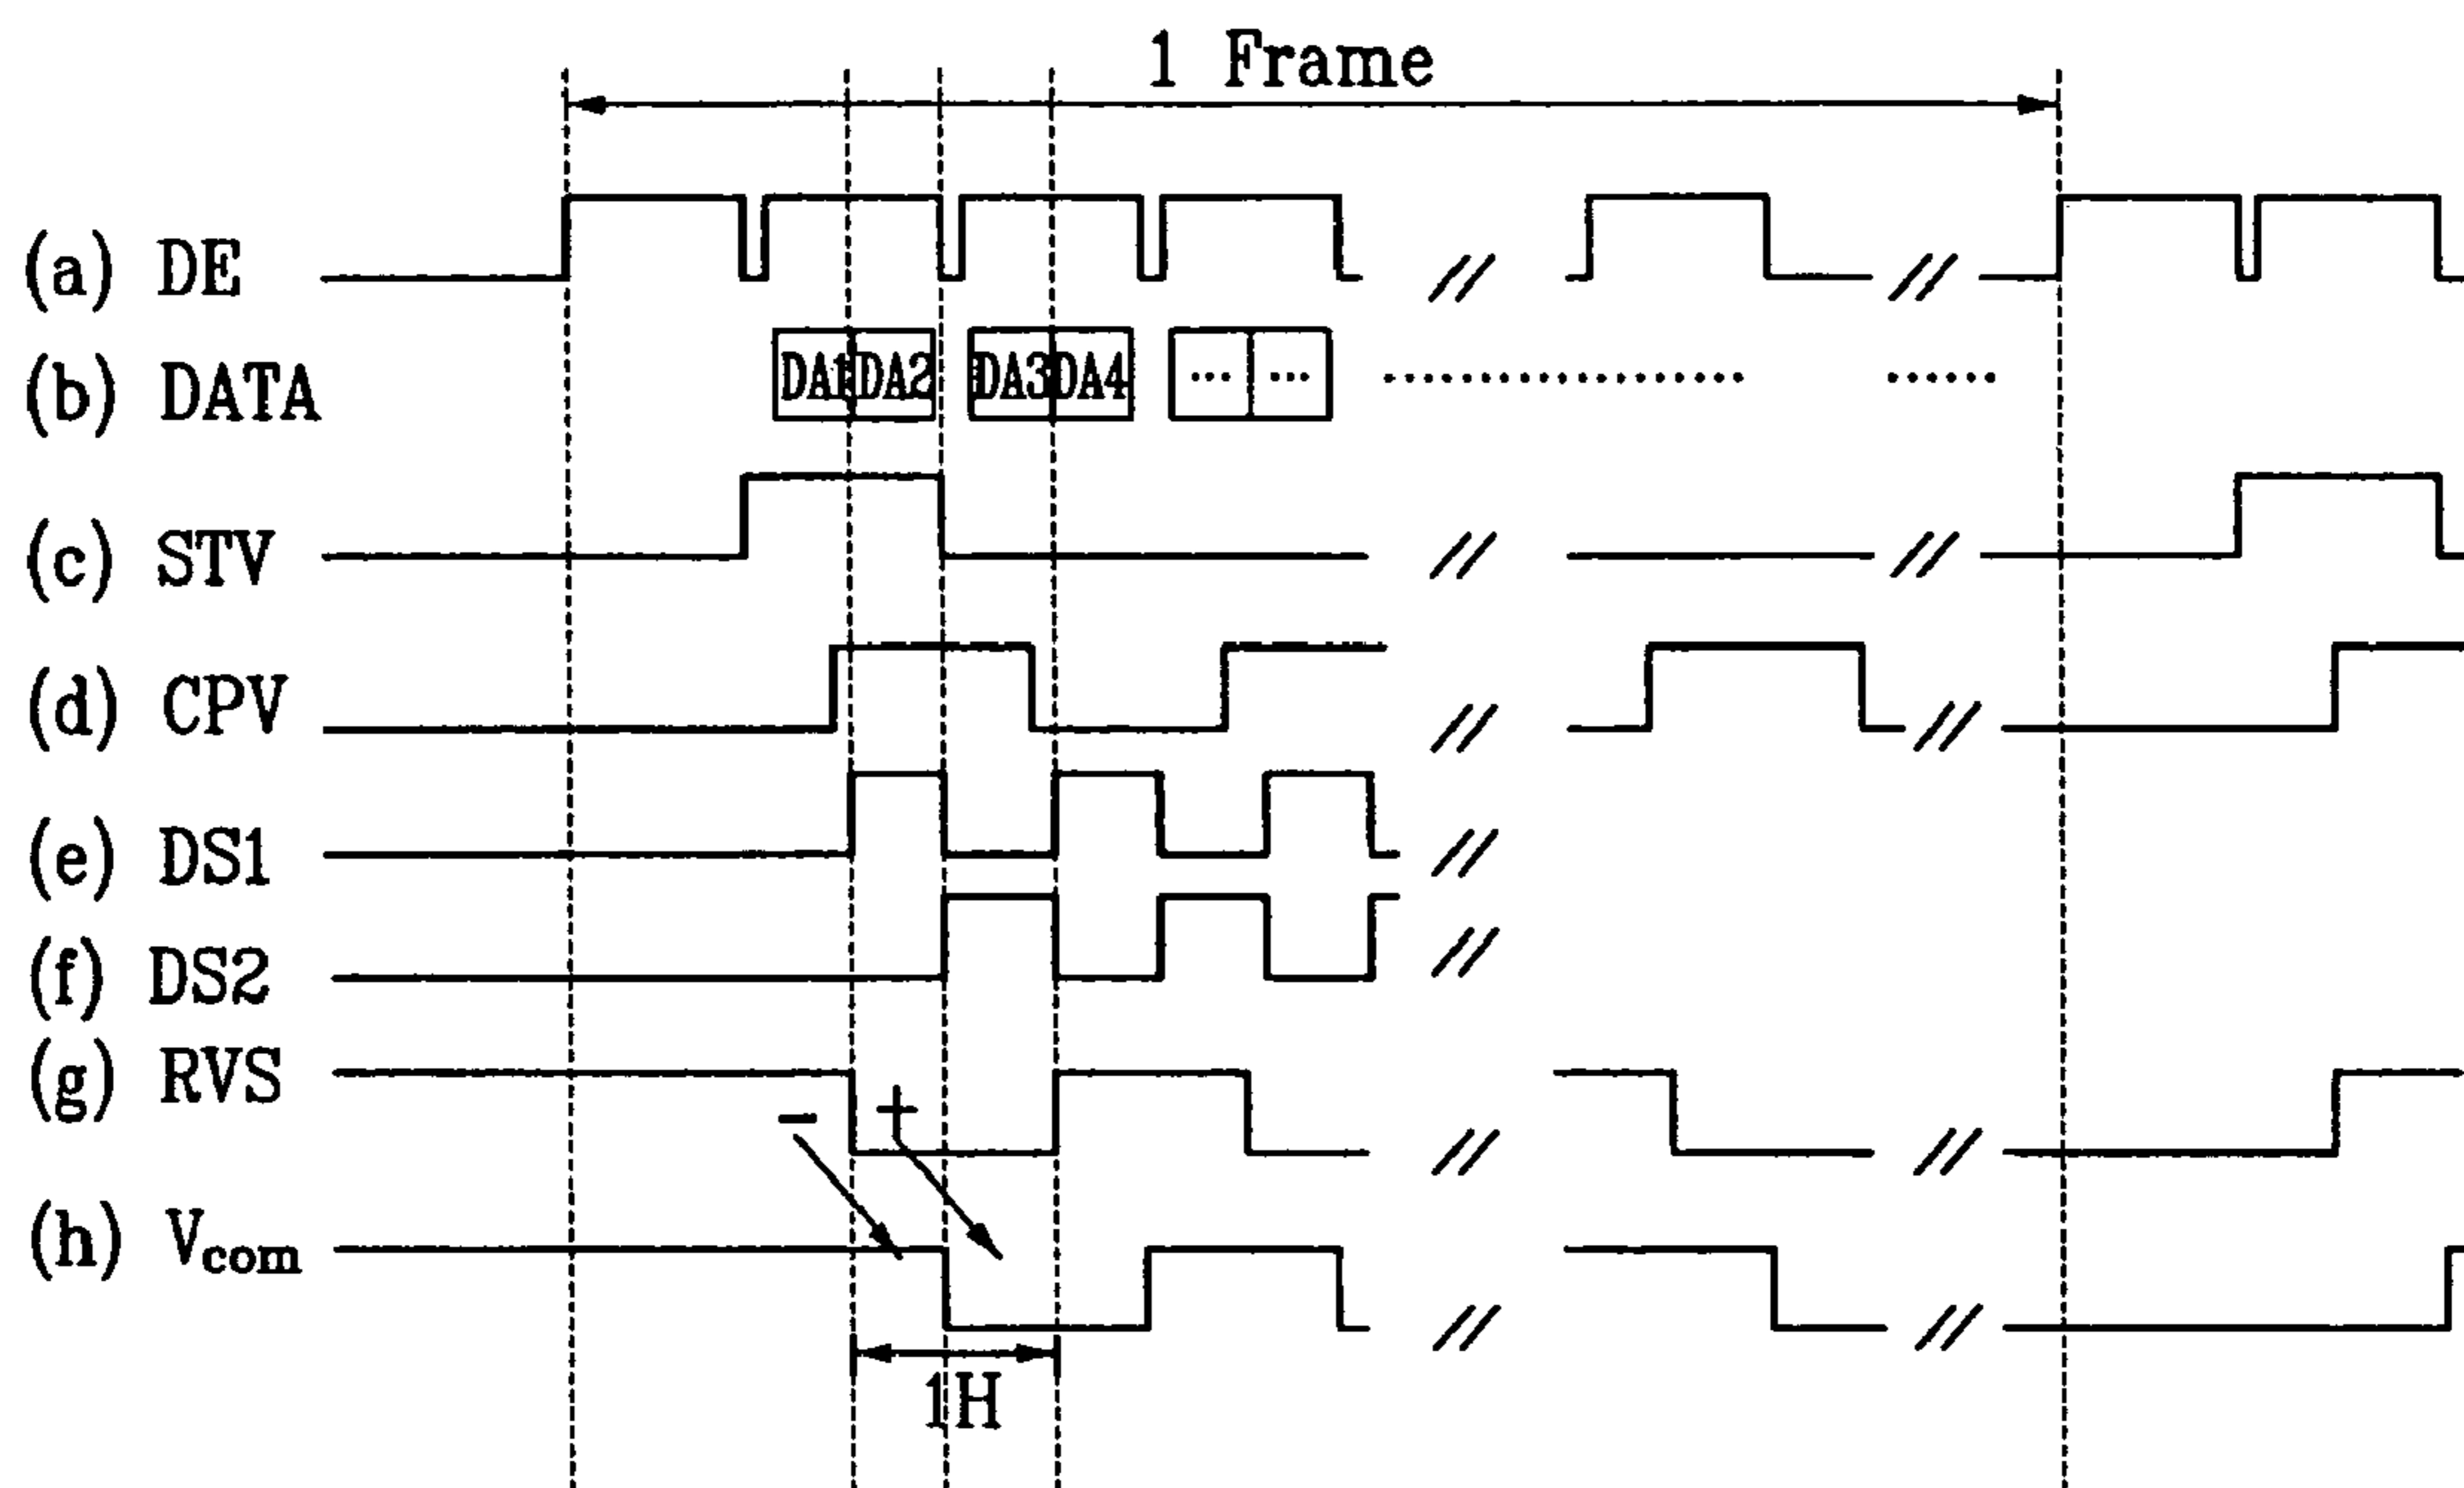 1 Frame
(a) DE
(b) DATA DA1 DA2 DA3 DA4 ... ...
(c) STV
(d) CPV
(e) DS1
(f) DS2
(g) RVS
- +
(h) Vcom
1H